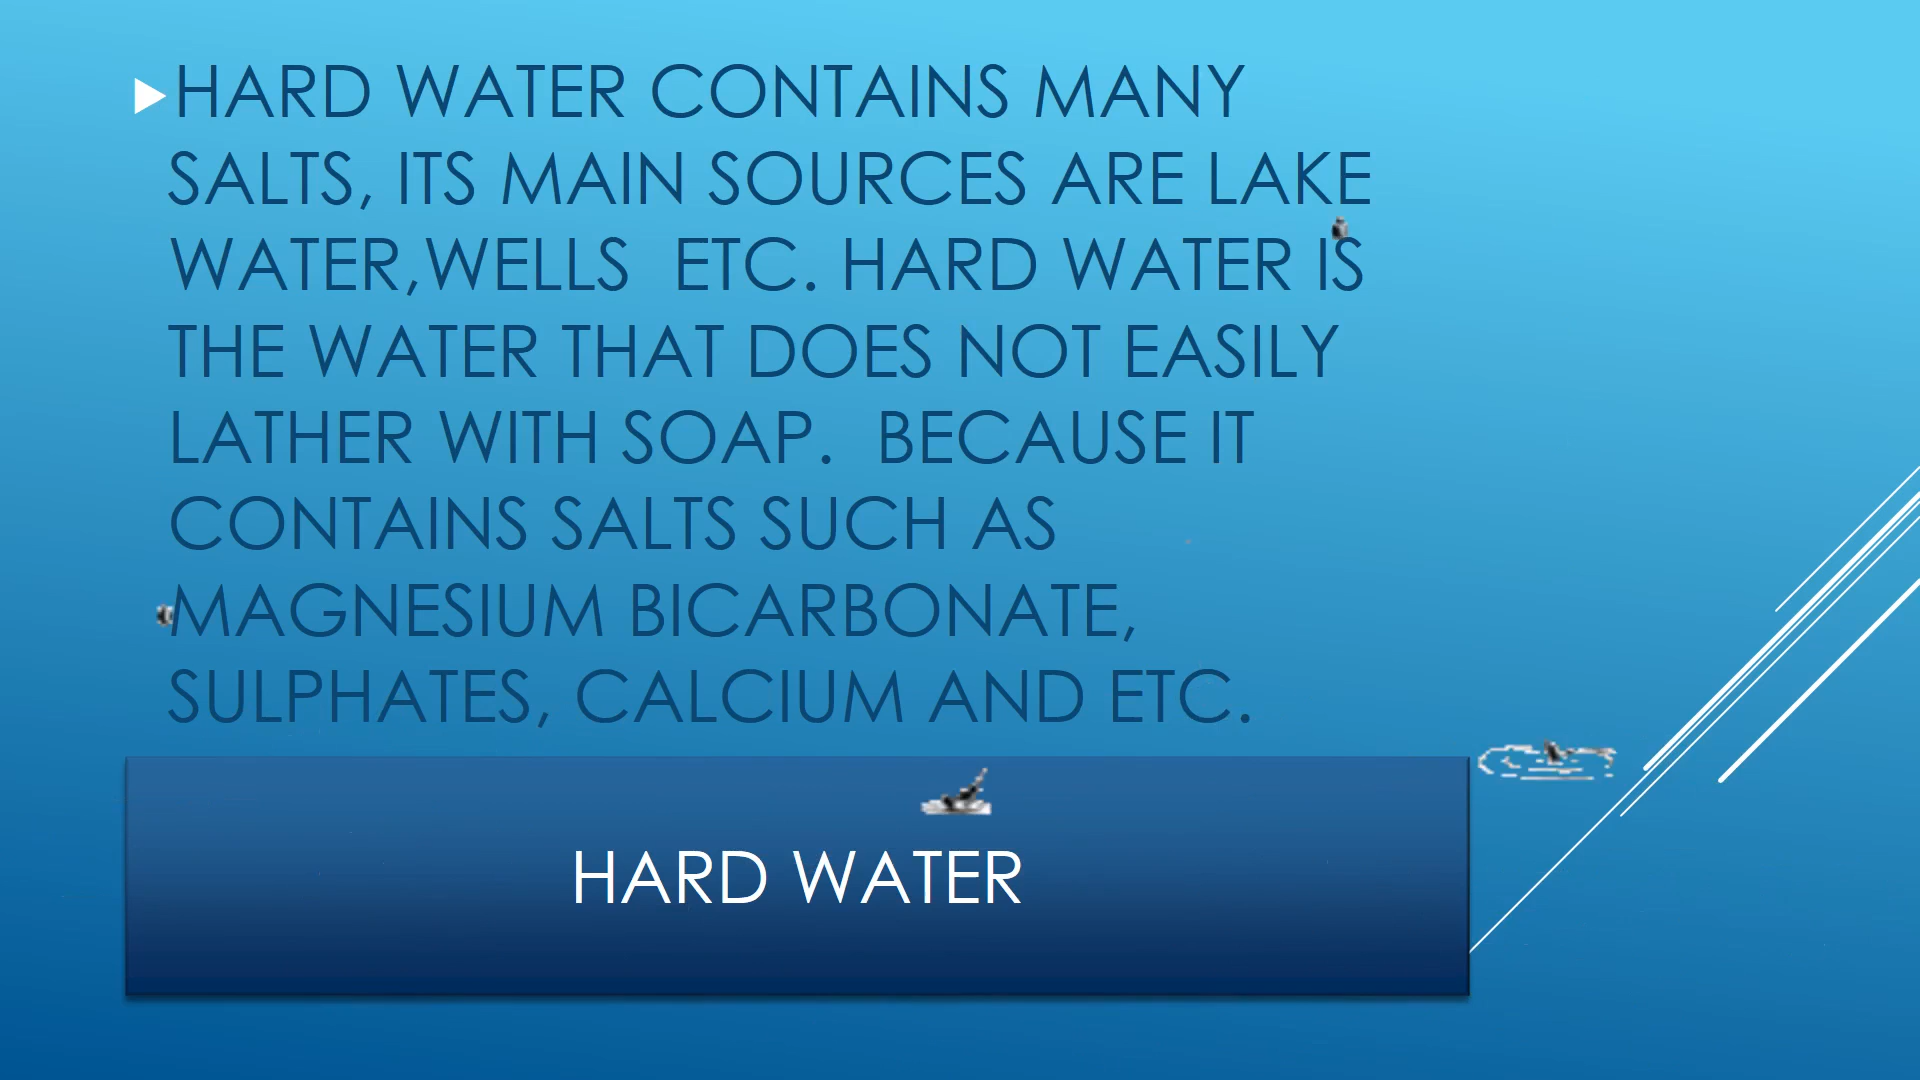 HARD WATER CONTAINS MANY
SALTS, ITS MAIN SOURCES ARE LAKE
WATER,WELLS  ETC. HARD WATER IS
THE WATER THAT DOES NOT EASILY
LATHER WITH SOAP.  BECAUSE IT
CONTAINS SALTS SUCH AS
MAGNESIUM BICARBONATE,
SULPHATES, CALCIUM AND ETC.
HARD WATER